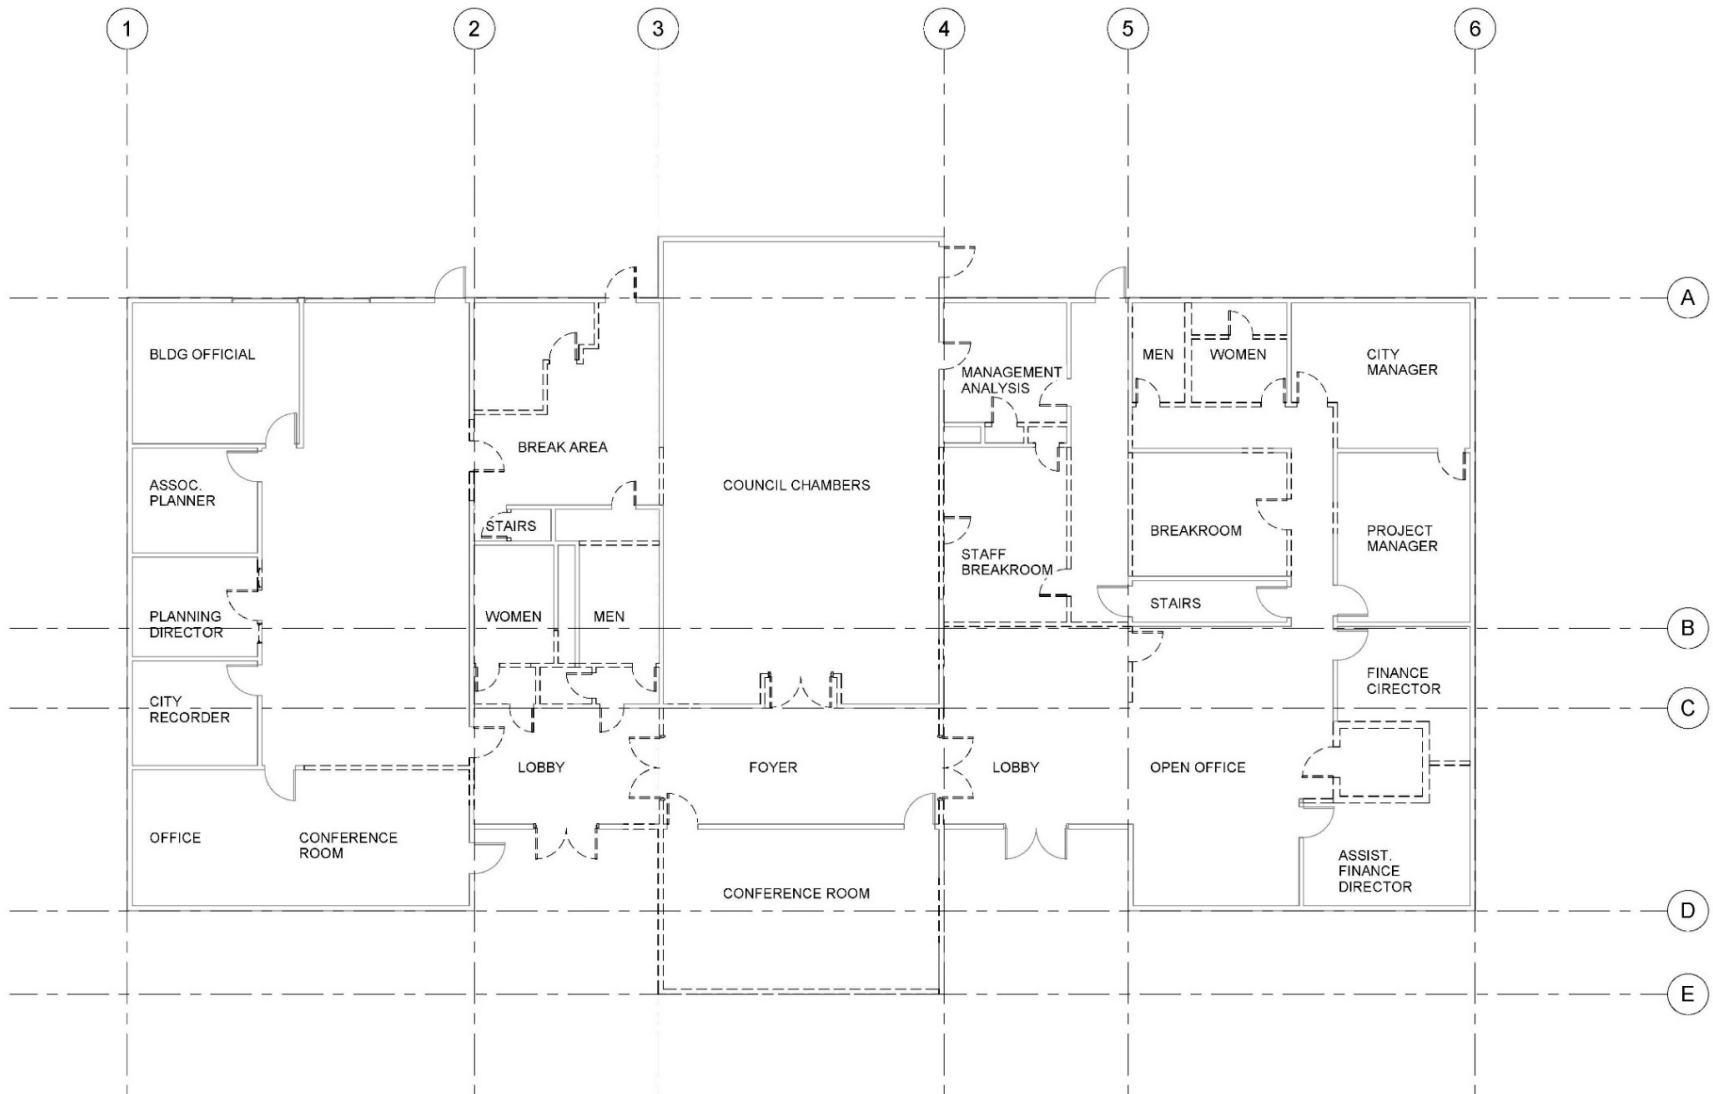 1
2
3
4
5
6
A
BLDG OFFICIAL
MEN
WOMEN
CITY
MANAGER
MANAGEMENT
ANALYSIS
BREAK AREA
ASSOC.
PLANNER
COUNCIL CHAMBERS
STAIRS
BREAKROOM
PROJECT
MANAGER
STAFF
BREAKROOM
STAIRS
PLANNING
DIRECTOR
WOMEN
MEN
B
FINANCE
CIRECTOR
CITY
RECORDER
C
LOBBY
FOYER
LOBBY
OPEN OFFICE
OFFICE
CONFERENCE
ROOM
ASSIST.
FINANCE
DIRECTOR
CONFERENCE ROOM
D
E